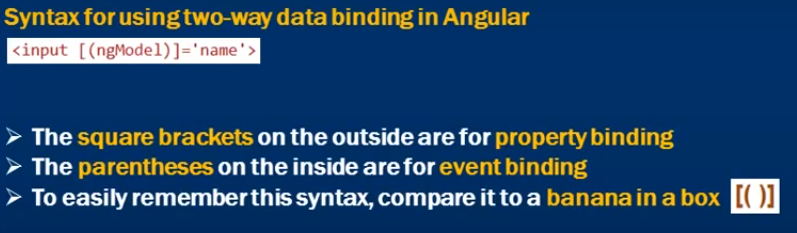 Syntax for using two-way data binding in Angular
<input [(ngModel)]='name'>
➢ The square brackets on the outside are for property binding
➢ The parentheses on the inside are for event binding
➢ To easily remember this syntax, compare it to a banana in a box [( )]